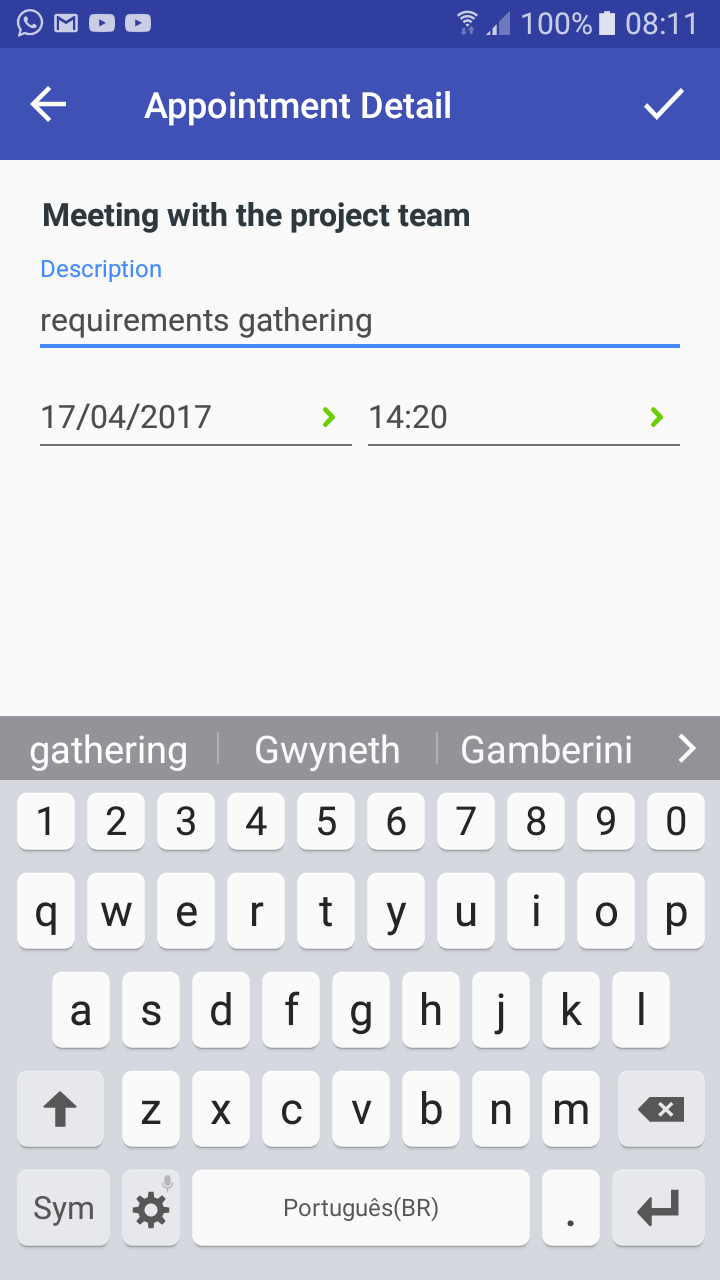 100% 08:11
Appointment Detail
Meeting with the project team
Description
requirements gathering
17/04/2017 14:20
gathering Gwyneth Gamberini
1 2 3 4 5 6 7 8 9 0
q w e r t y u i o p
a s d f g h j k l
z x c v b n m
Sym Português(BR) .